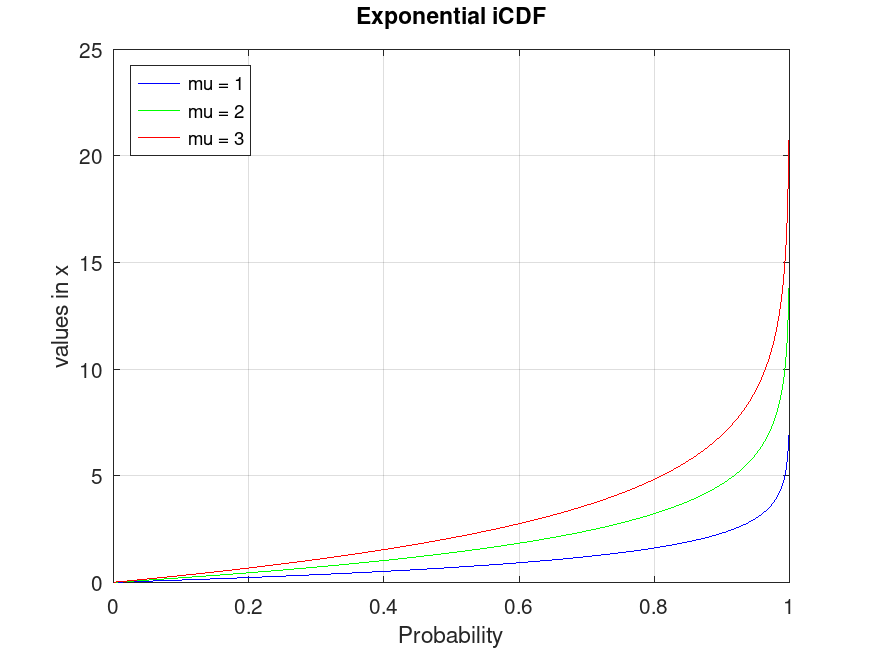 Exponential iCDF
25
20
15
10
5
0
values in x
mu = 1
mu = 2
mu = 3
0
0.2
0.4
0.6
0.8
1
Probability